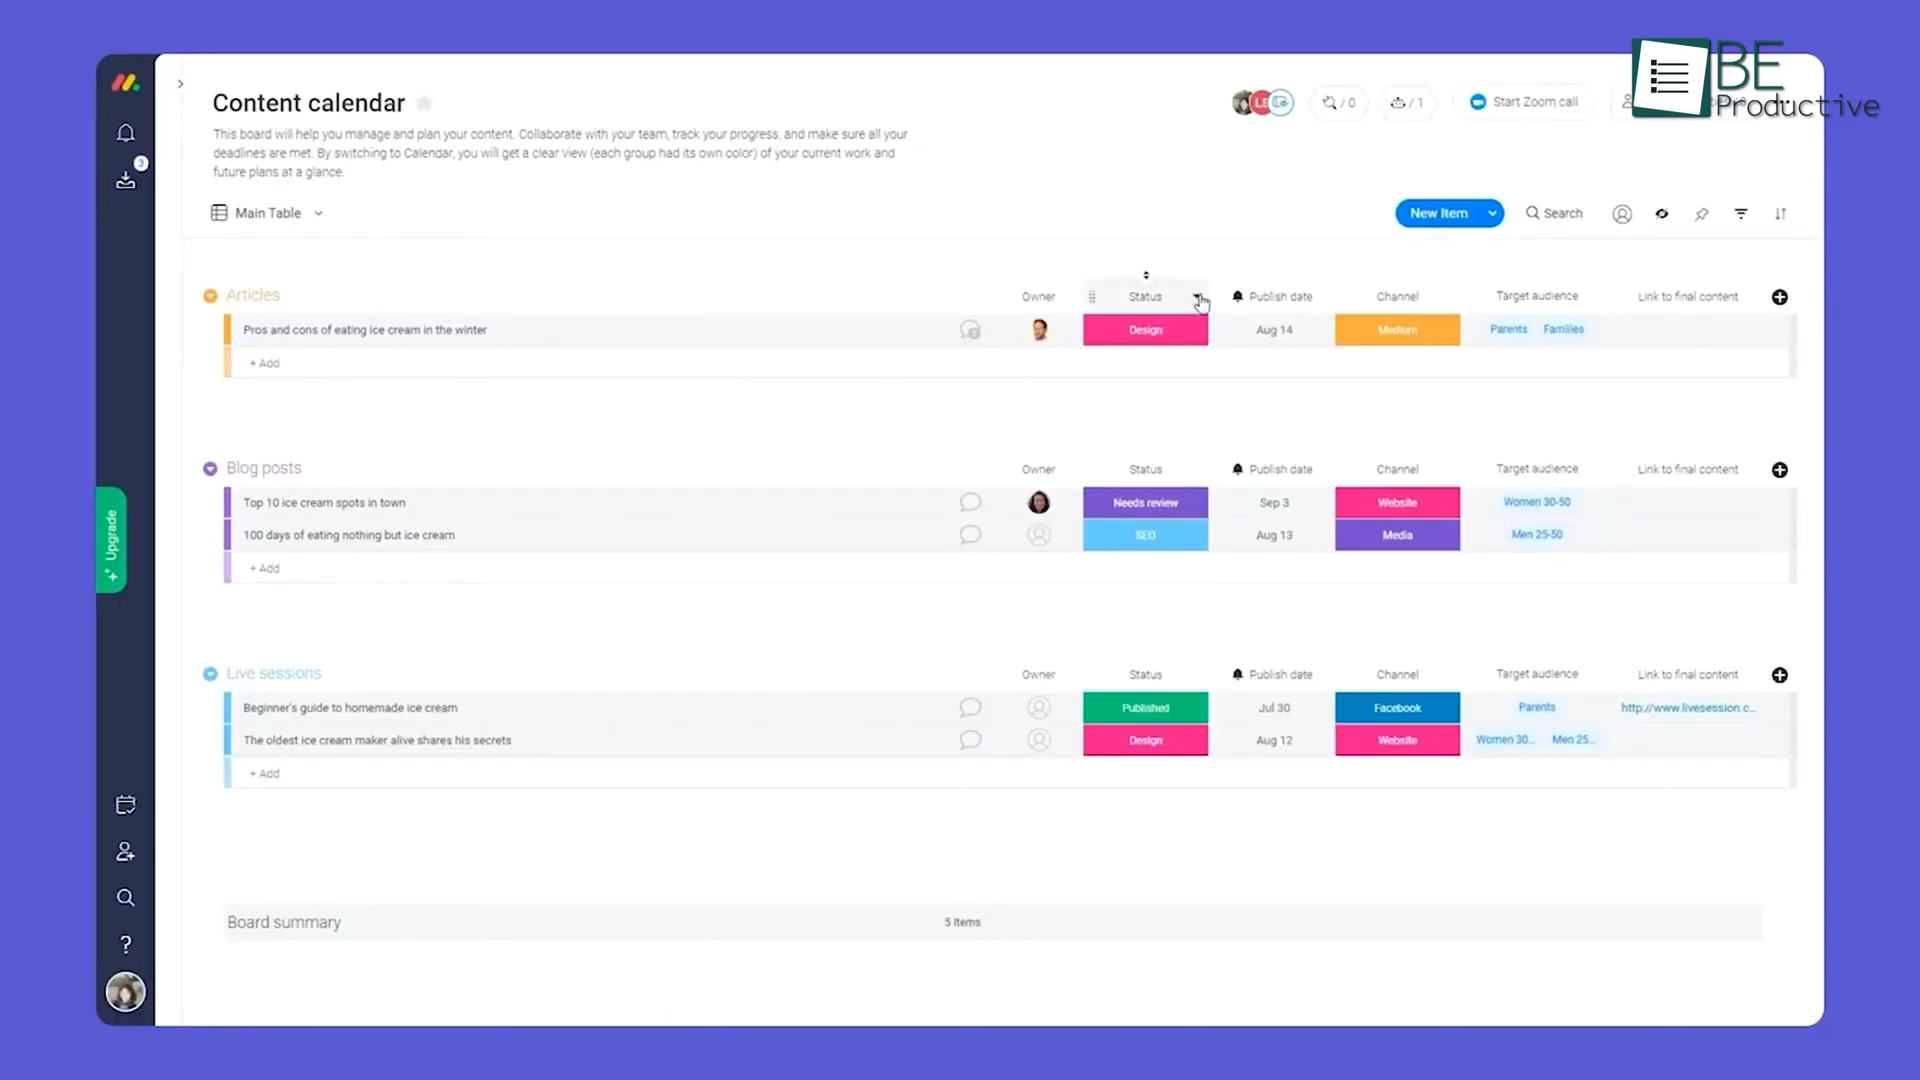 BE
Productive
Content calendar
LS
/ 0
/ 1
Start Zoom call
This board will help you manage and plan your content. Collaborate with your team, track your progress, and make sure all your
deadlines are met. By switching to Calendar, you will get a clear view (each group had its own color) of your current work and
future plans at a glance.
3
Main Table
New Item
Search
Articles
Owner
Status
Publish date
Channel
Target audience
Link to final content
Pros and cons of eating ice cream in the winter
Design
Aug 14
Medium
Parents Families
+ Add
Blog posts
Owner
Status
Publish date
Channel
Target audience
Link to final content
Top 10 ice cream spots in town
Needs review
Sep 3
Website
Women 30-50
100 days of eating nothing but ice cream
SEO
Aug 13
Media
Men 25-50
+ Add
Upgrade
Live sessions
Owner
Status
Publish date
Channel
Target audience
Link to final content
Beginner's guide to homemade ice cream
Published
Jul 30
Facebook
Parents
http://www.livesession.c...
The oldest ice cream maker alive shares his secrets
Design
Aug 12
Website
Women 30... Men 25...
+ Add
Board summary
5 Items
?